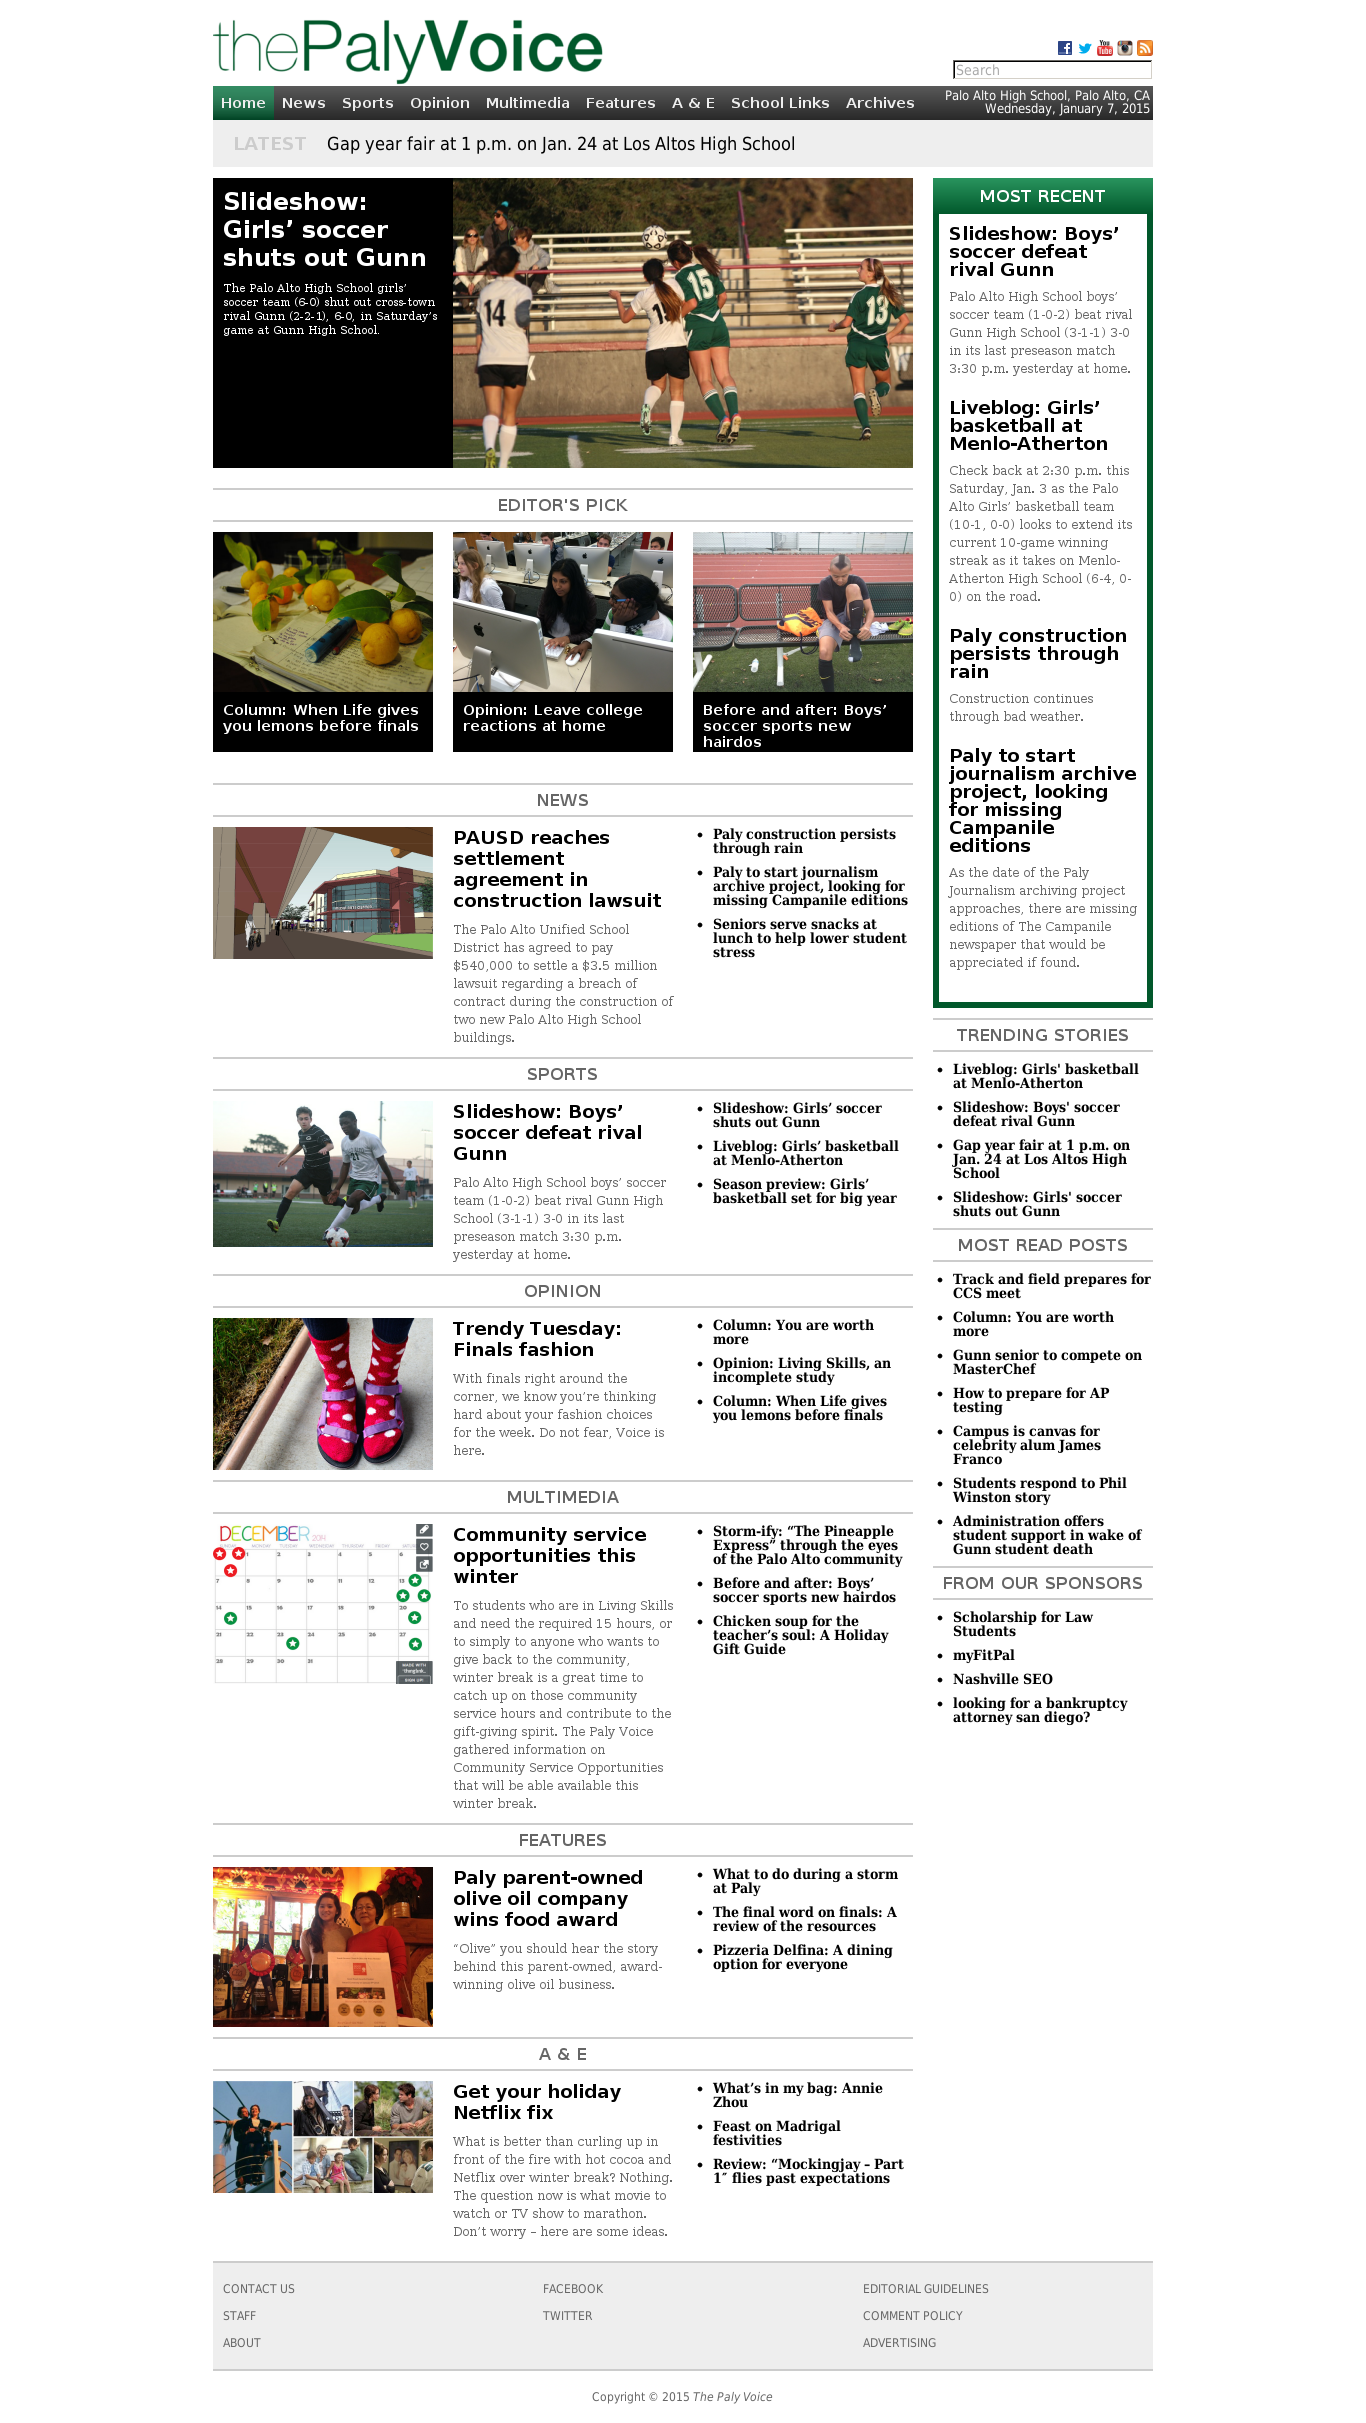 thePalyVoice
Search
Home News Sports Opinion Multimedia Features A & E School Links Archives
Palo Alto High School, Palo Alto, CA
Wednesday, January 7, 2015
LATEST Gap year fair at 1 p.m. on Jan. 24 at Los Altos High School
Slideshow:
Girls’ soccer
shuts out Gunn
The Palo Alto High School girls’
soccer team (6-0) shut out cross-town
rival Gunn (2-2-1), 6-0, in Saturday’s
game at Gunn High School.
14
15
13
EDITOR'S PICK
Column: When Life gives
you lemons before finals
Opinion: Leave college
reactions at home
Before and after: Boys’
soccer sports new
hairdos
NEWS
PAUSD reaches
settlement
agreement in
construction lawsuit
The Palo Alto Unified School
District has agreed to pay
$540,000 to settle a $3.5 million
lawsuit regarding a breach of
contract during the construction of
two new Palo Alto High School
buildings.
Paly construction persists
through rain
Paly to start journalism
archive project, looking for
missing Campanile editions
Seniors serve snacks at
lunch to help lower student
stress
SPORTS
21
Slideshow: Boys’
soccer defeat rival
Gunn
Palo Alto High School boys’ soccer
team (1-0-2) beat rival Gunn High
School (3-1-1) 3-0 in its last
preseason match 3:30 p.m.
yesterday at home.
Slideshow: Girls’ soccer
shuts out Gunn
Liveblog: Girls’ basketball
at Menlo-Atherton
Season preview: Girls’
basketball set for big year
OPINION
Trendy Tuesday:
Finals fashion
With finals right around the
corner, we know you’re thinking
hard about your fashion choices
for the week. Do not fear, Voice is
here.
Column: You are worth
more
Opinion: Living Skills, an
incomplete study
Column: When Life gives
you lemons before finals
MULTIMEDIA
DECEMBER 2014
MADE WITH
thinglink.
SIGN UP!
Community service
opportunities this
winter
To students who are in Living Skills
and need the required 15 hours, or
to simply to anyone who wants to
give back to the community,
winter break is a great time to
catch up on those community
service hours and contribute to the
gift-giving spirit. The Paly Voice
gathered information on
Community Service Opportunities
that will be able available this
winter break.
Storm-ify: “The Pineapple
Express” through the eyes
of the Palo Alto community
Before and after: Boys’
soccer sports new hairdos
Chicken soup for the
teacher’s soul: A Holiday
Gift Guide
FEATURES
Paly parent-owned
olive oil company
wins food award
“Olive” you should hear the story
behind this parent-owned, award-
winning olive oil business.
What to do during a storm
at Paly
The final word on finals: A
review of the resources
Pizzeria Delfina: A dining
option for everyone
A & E
Get your holiday
Netflix fix
What is better than curling up in
front of the fire with hot cocoa and
Netflix over winter break? Nothing.
The question now is what movie to
watch or TV show to marathon.
Don’t worry – here are some ideas.
What’s in my bag: Annie
Zhou
Feast on Madrigal
festivities
Review: “Mockingjay – Part
1″ flies past expectations
MOST RECENT
Slideshow: Boys’
soccer defeat
rival Gunn
Palo Alto High School boys’
soccer team (1-0-2) beat rival
Gunn High School (3-1-1) 3-0
in its last preseason match
3:30 p.m. yesterday at home.
Liveblog: Girls’
basketball at
Menlo-Atherton
Check back at 2:30 p.m. this
Saturday, Jan. 3 as the Palo
Alto Girls’ basketball team
(10-1, 0-0) looks to extend its
current 10-game winning
streak as it takes on Menlo-
Atherton High School (6-4, 0-
0) on the road.
Paly construction
persists through
rain
Construction continues
through bad weather.
Paly to start
journalism archive
project, looking
for missing
Campanile
editions
As the date of the Paly
Journalism archiving project
approaches, there are missing
editions of The Campanile
newspaper that would be
appreciated if found.
TRENDING STORIES
Liveblog: Girls' basketball
at Menlo-Atherton
Slideshow: Boys' soccer
defeat rival Gunn
Gap year fair at 1 p.m. on
Jan. 24 at Los Altos High
School
Slideshow: Girls' soccer
shuts out Gunn
MOST READ POSTS
Track and field prepares for
CCS meet
Column: You are worth
more
Gunn senior to compete on
MasterChef
How to prepare for AP
testing
Campus is canvas for
celebrity alum James
Franco
Students respond to Phil
Winston story
Administration offers
student support in wake of
Gunn student death
FROM OUR SPONSORS
Scholarship for Law
Students
myFitPal
Nashville SEO
looking for a bankruptcy
attorney san diego?
CONTACT US FACEBOOK EDITORIAL GUIDELINES
STAFF TWITTER COMMENT POLICY
ABOUT ADVERTISING
Copyright © 2015 The Paly Voice